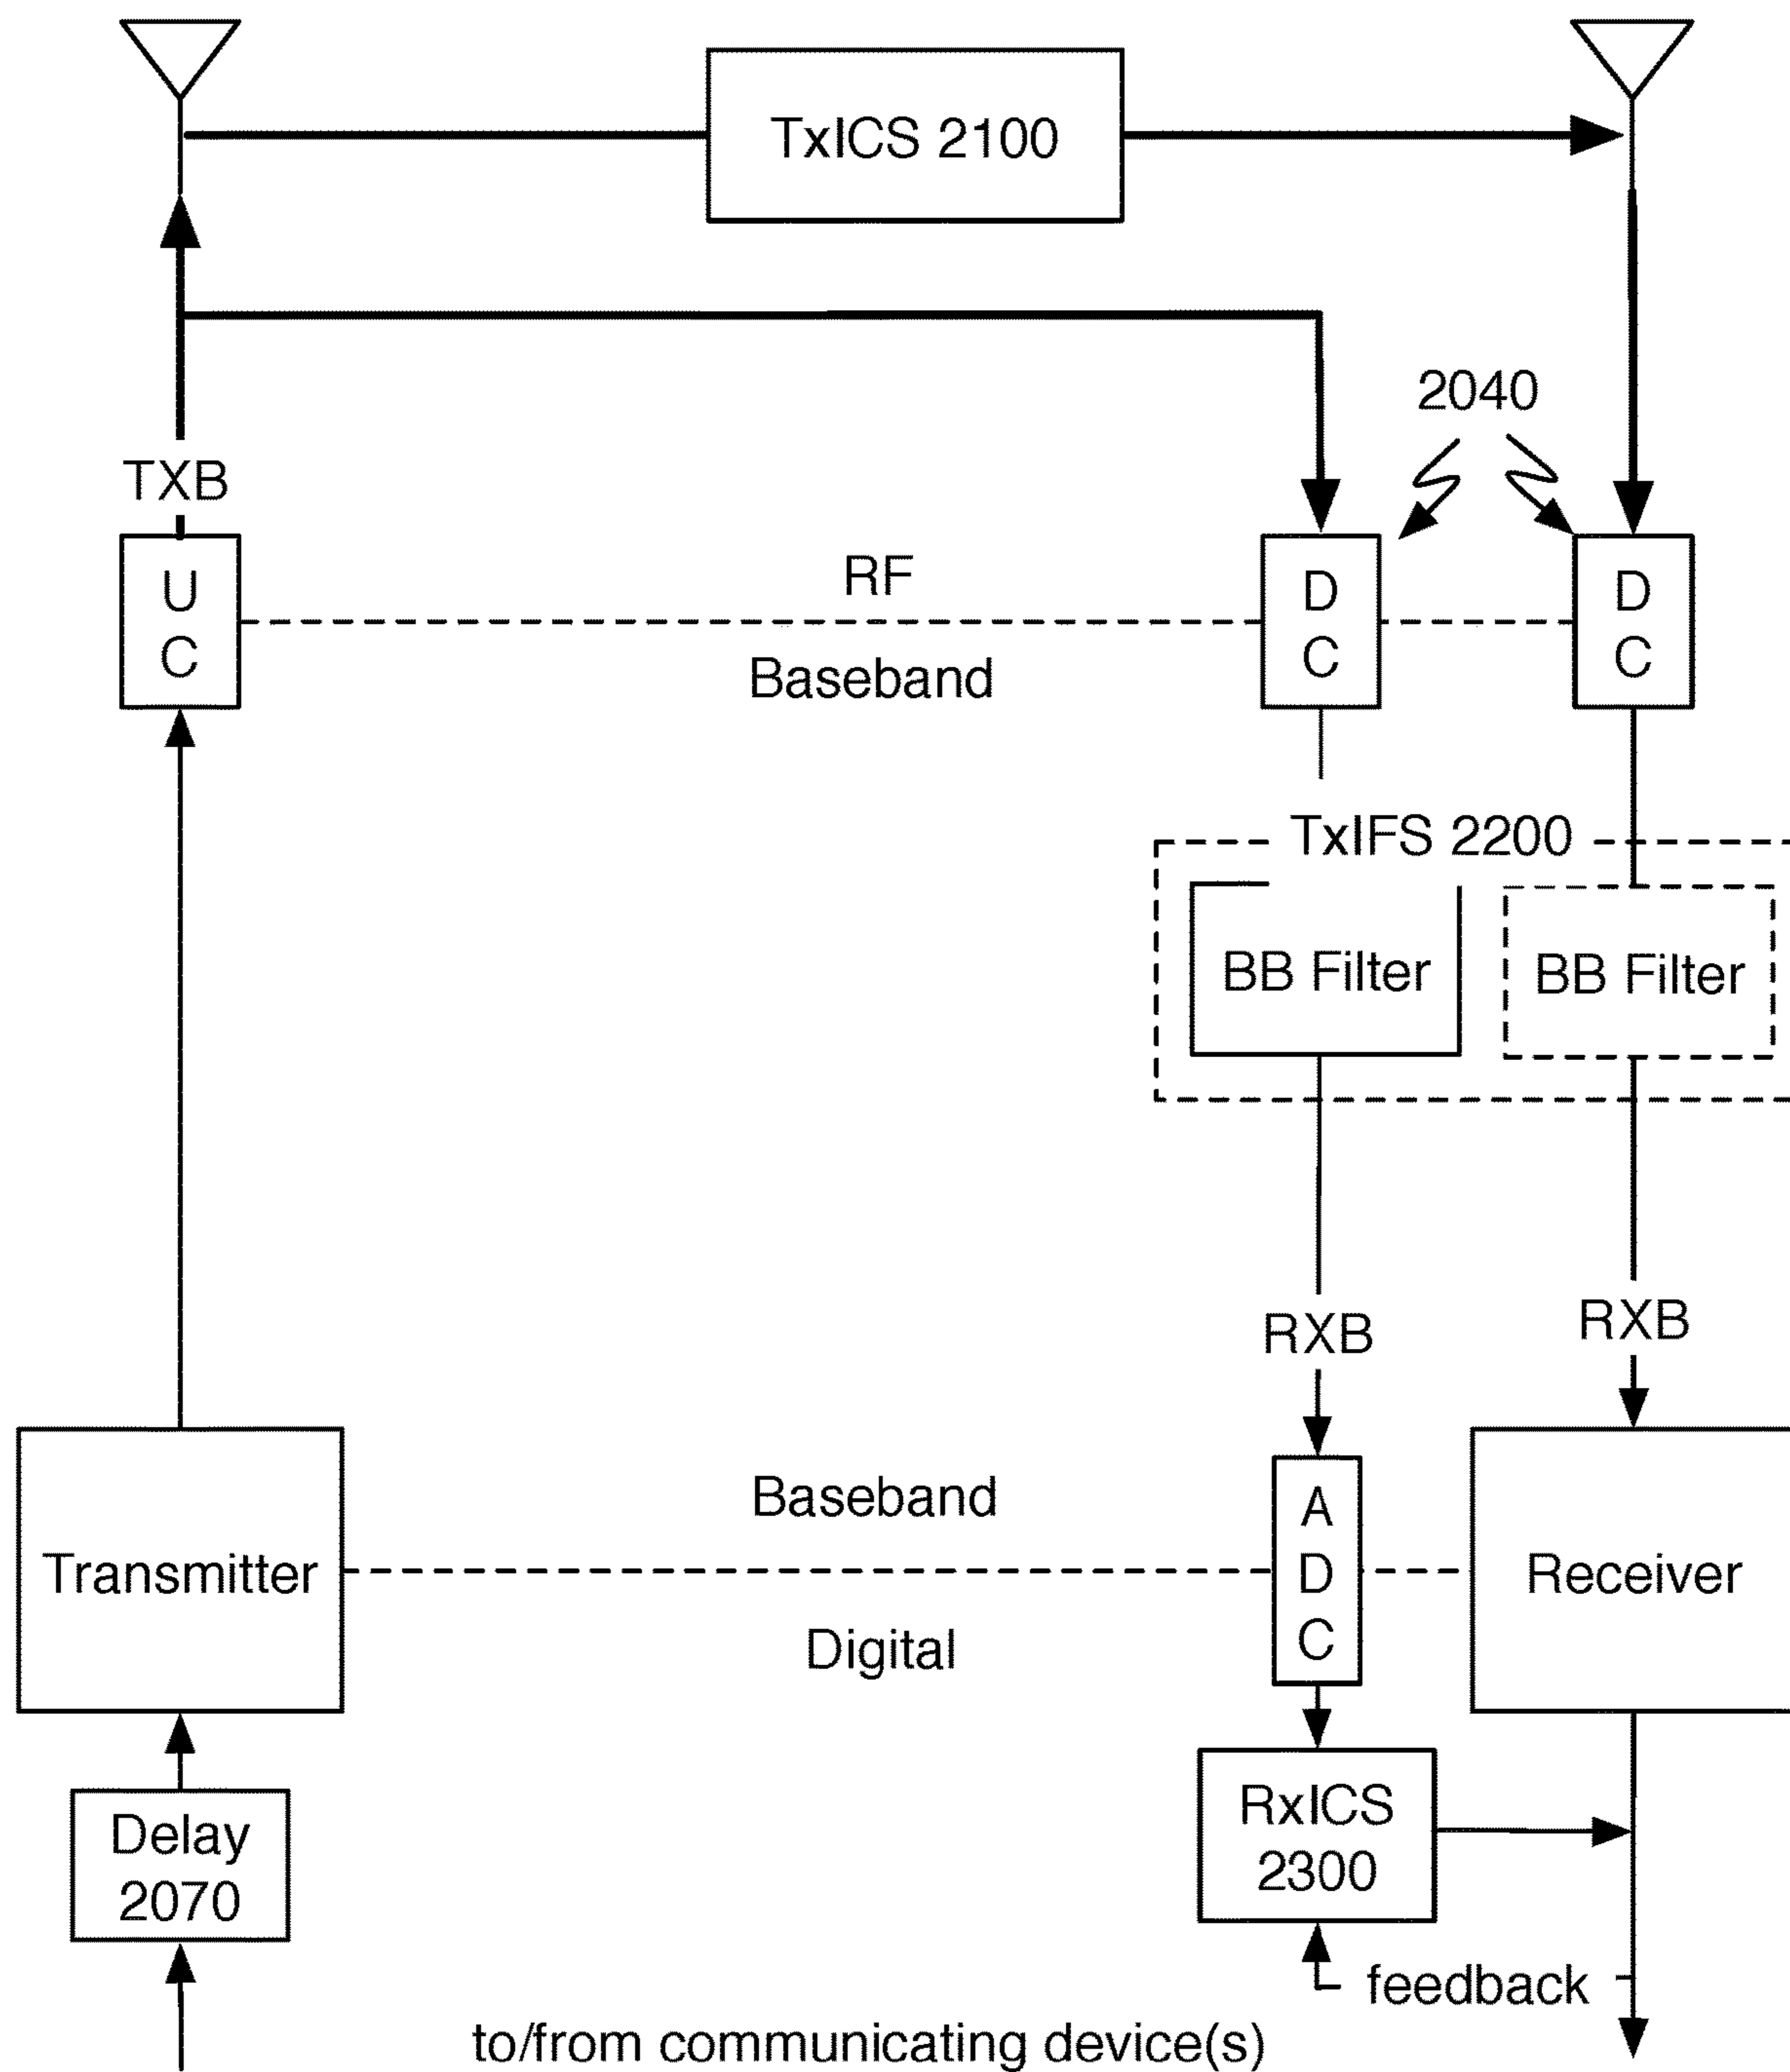 TxICS 2100
2040
TXB
U
C
RF
Baseband
D
C
D
C
TxIFS 2200
BB Filter
BB Filter
RXB
RXB
Transmitter
Baseband
Digital
A
D
C
Receiver
Delay
2070
RxICS
2300
feedback
to/from communicating device(s)